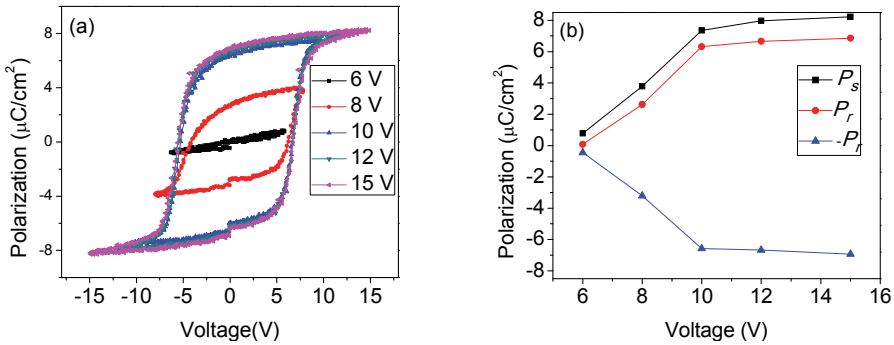 (a)
Polarization (μC/cm²)
8
4
0
-4
-8
-15
-10
-5
0
5
10
15
Voltage(V)
6 V
8 V
10 V
12 V
15 V
(b)
Polarization (μC/cm²)
8
6
4
2
0
-2
-4
-6
-8
6
8
10
12
14
16
Voltage (V)
Pₛ
Pᵣ
-Pᵣ